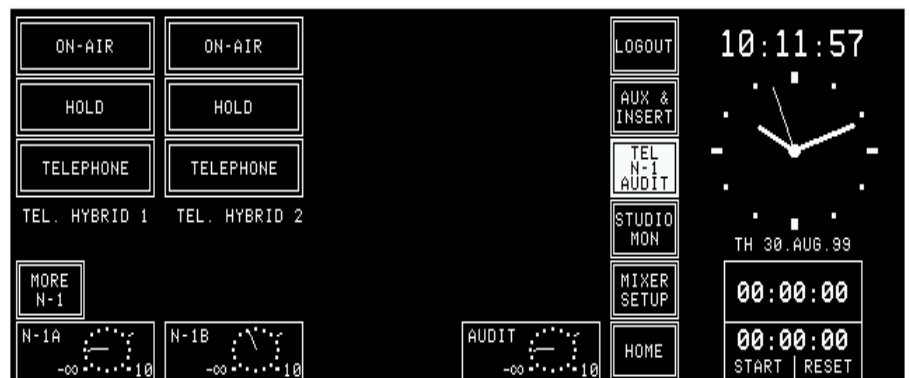 ON-AIR
ON-AIR
LOGOUT
10:11:57
HOLD
HOLD
AUX &
INSERT
TELEPHONE
TELEPHONE
TEL
N-1
AUDIT
TEL. HYBRID 1
TEL. HYBRID 2
STUDIO
MON
TH 30.AUG.99
MORE
N-1
MIXER
SETUP
00:00:00
N-1A
-∞
10
N-1B
-∞
10
AUDIT
-∞
10
HOME
00:00:00
START
RESET